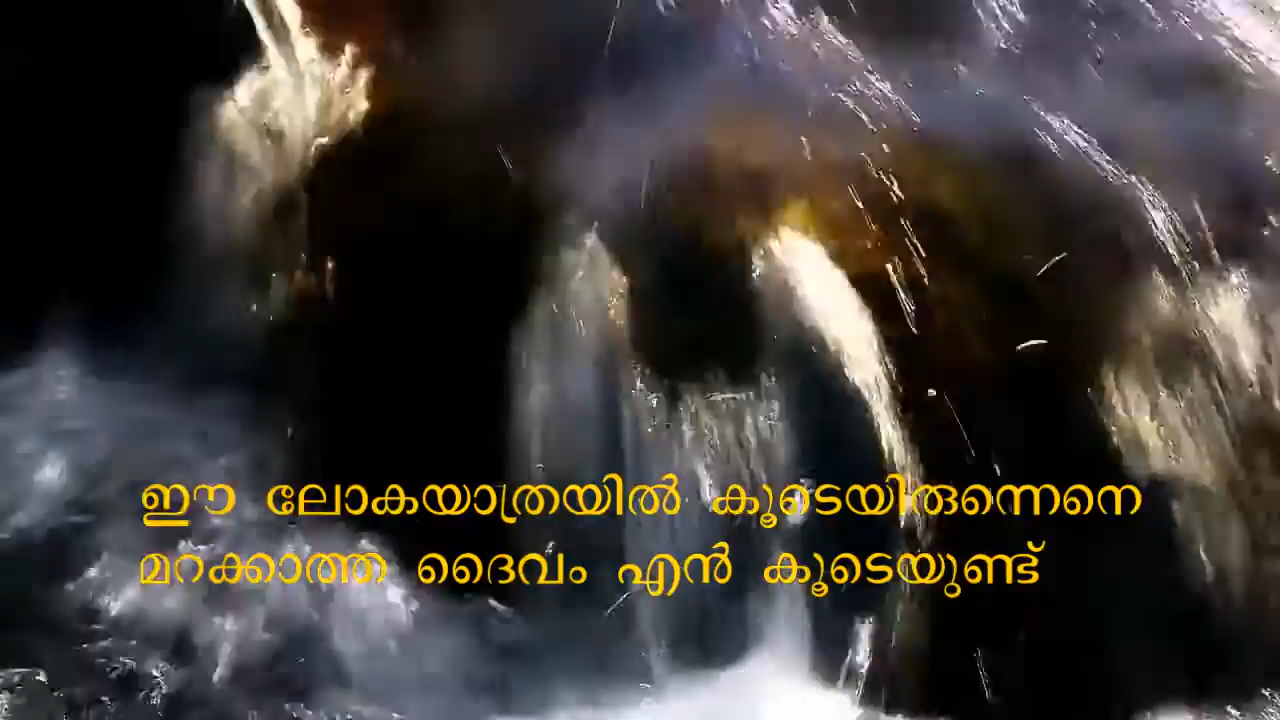 ഈ ലോകയാത്രയിൽ കൂടെയിരുന്നെനെ
മറക്കാത്ത ദൈവം എൻ കൂടെയുണ്ട്